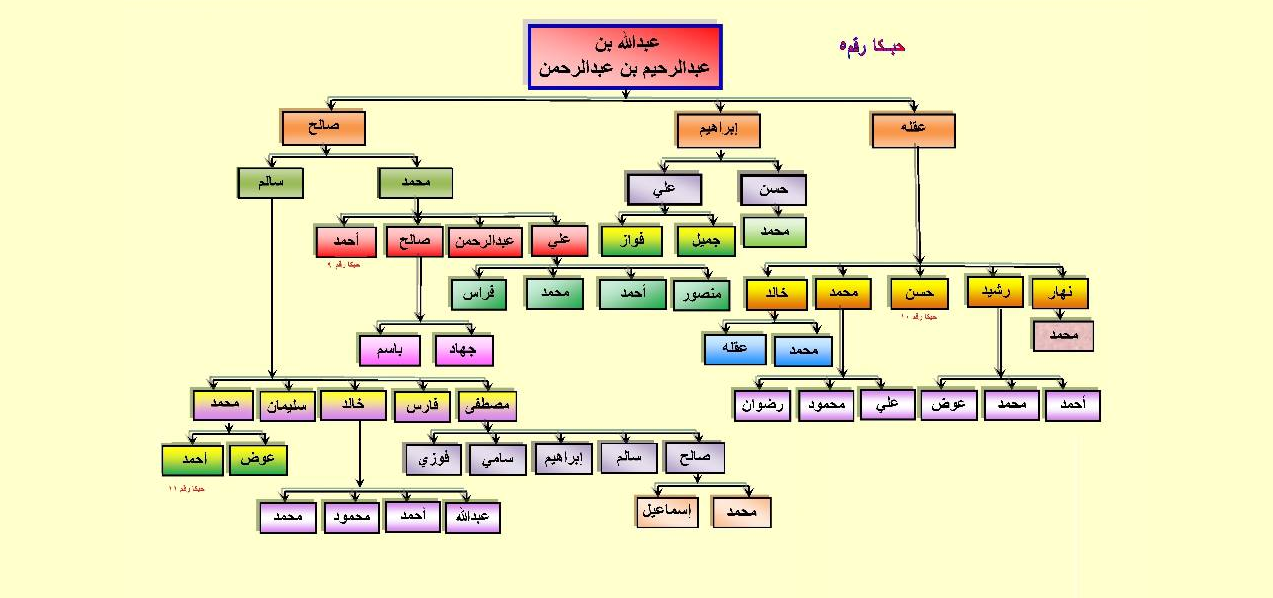 حبكا رقم٥
عبدالله بن
عبدالرحيم بن عبدالرحمن
عقله
إبراهيم
صالح
حسن
علي
محمد
سالم
محمد
جميل
فواز
علي
عبدالرحمن
صالح
أحمد
حبكا رقم ٩
نهار
رشيد
حسن
محمد
خالد
منصور
أحمد
محمد
فراس
حبكا رقم ١٠
محمد
محمد
عقله
جهاد
باسم
أحمد
محمد
عوض
علي
محمود
رضوان
مصطفى
فارس
خالد
سليمان
محمد
صالح
سالم
إبراهيم
سامي
فوزي
عوض
أحمد
حبكا رقم ١١
محمد
إسماعيل
عبدالله
أحمد
محمود
محمد